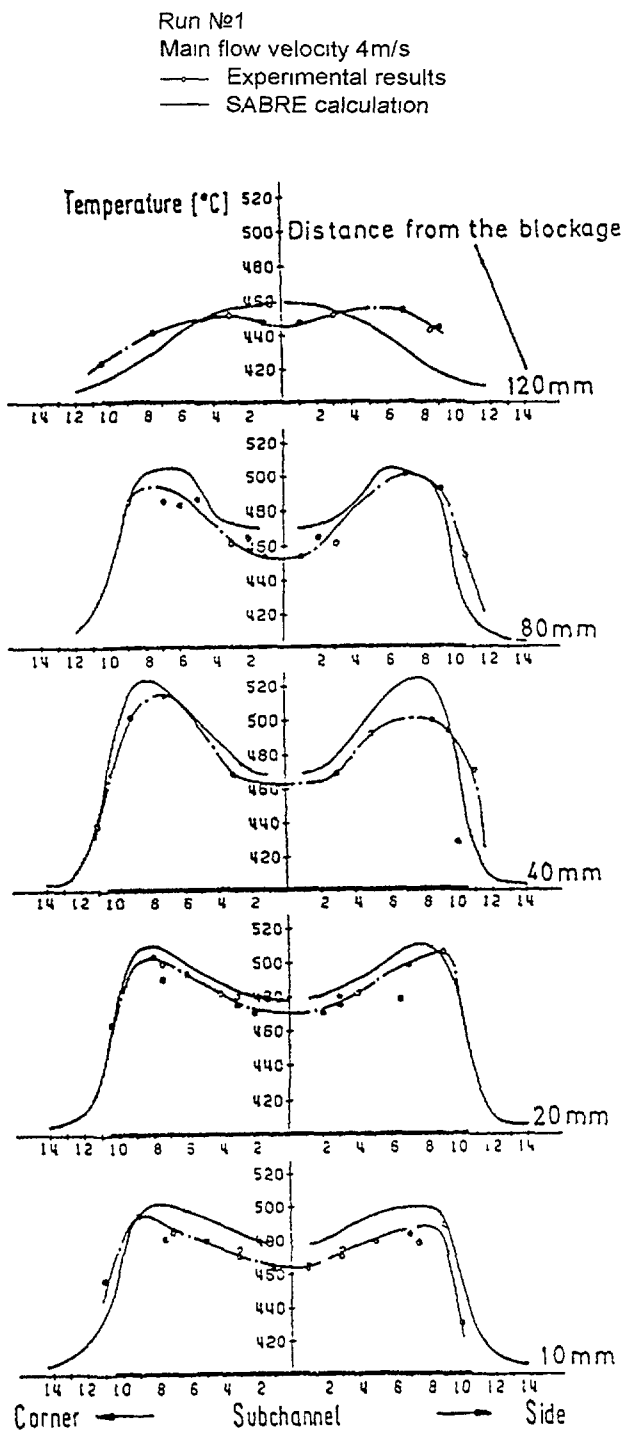 Run №1
Main flow velocity 4m/s
Experimental results
SABRE calculation
Temperature [°C]
Distance from the blockage
520
500
480
460
440
420
120mm
14 12 10 8 6 4 2 2 4 6 8 10 12 14
520
500
480
460
440
420
80mm
14 12 10 8 6 4 2 2 4 6 8 10 12 14
520
500
480
460
440
420
40mm
14 12 10 8 6 4 2 2 4 6 8 10 12 14
520
500
480
460
440
420
20mm
14 12 10 8 6 4 2 2 4 6 8 10 12 14
520
500
480
460
440
420
10mm
14 12 10 8 6 4 2 2 4 6 8 10 12 14
Corner Subchannel Side